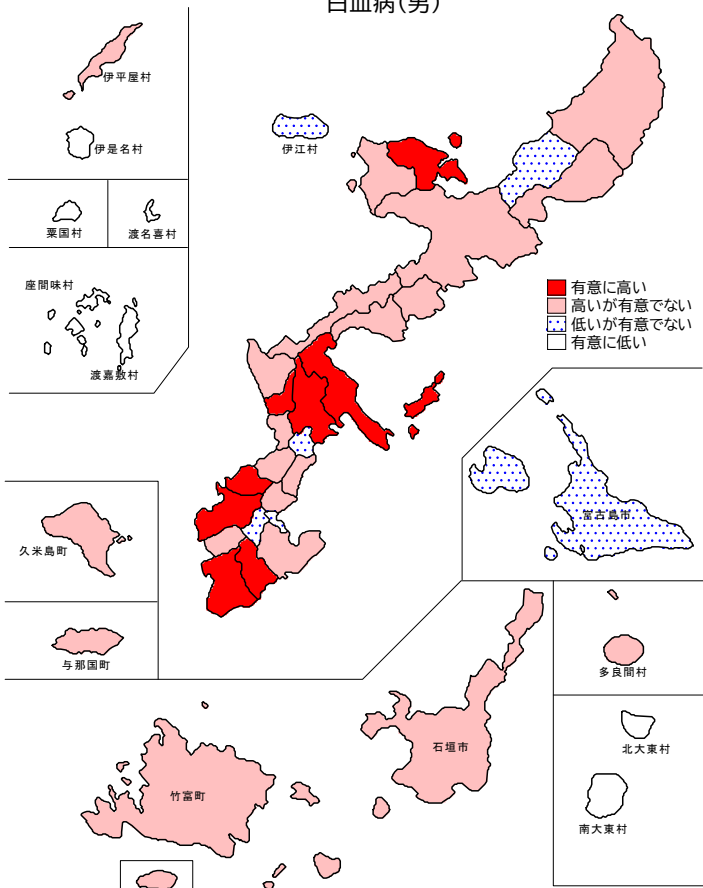 白血病(男)
伊平屋村
伊是名村
伊江村
粟国村
渡名喜村
座間味村
渡嘉敷村
有意に高い
高いが有意でない
低いが有意でない
有意に低い
宮古島市
久米島町
与那国町
多良間村
石垣市
北大東村
竹富町
南大東村